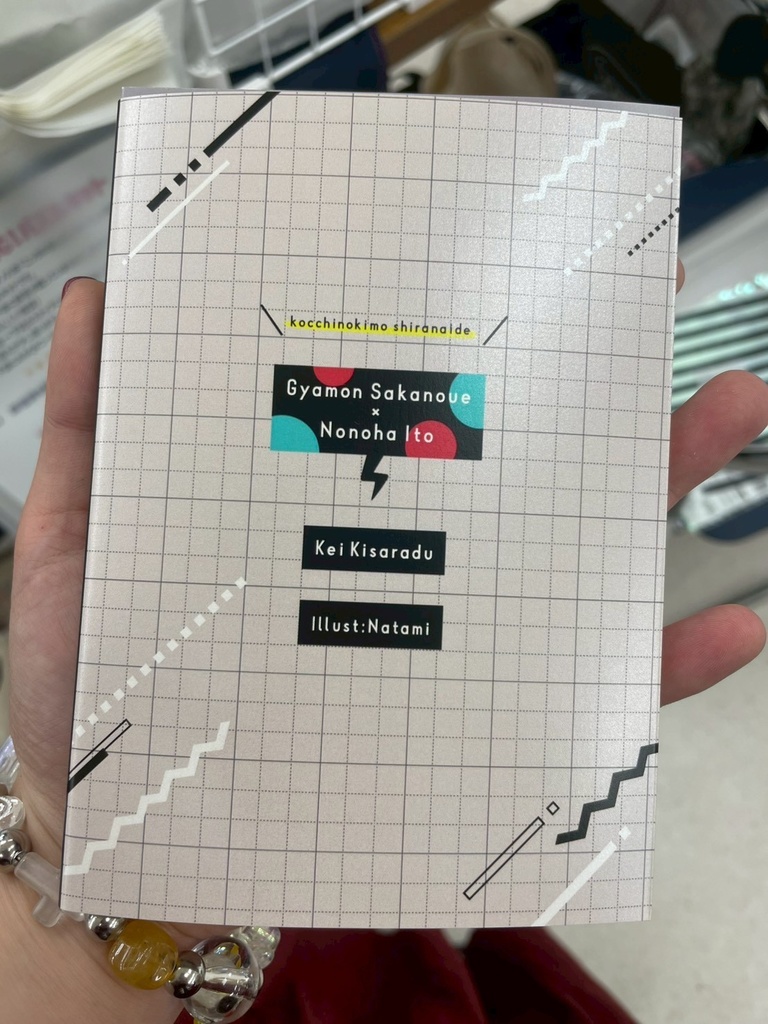 kocchinokimo shiranaide
Gyamon Sakanoue
×
Nonoha Ito
Kei Kisaradu
Illust:Natami